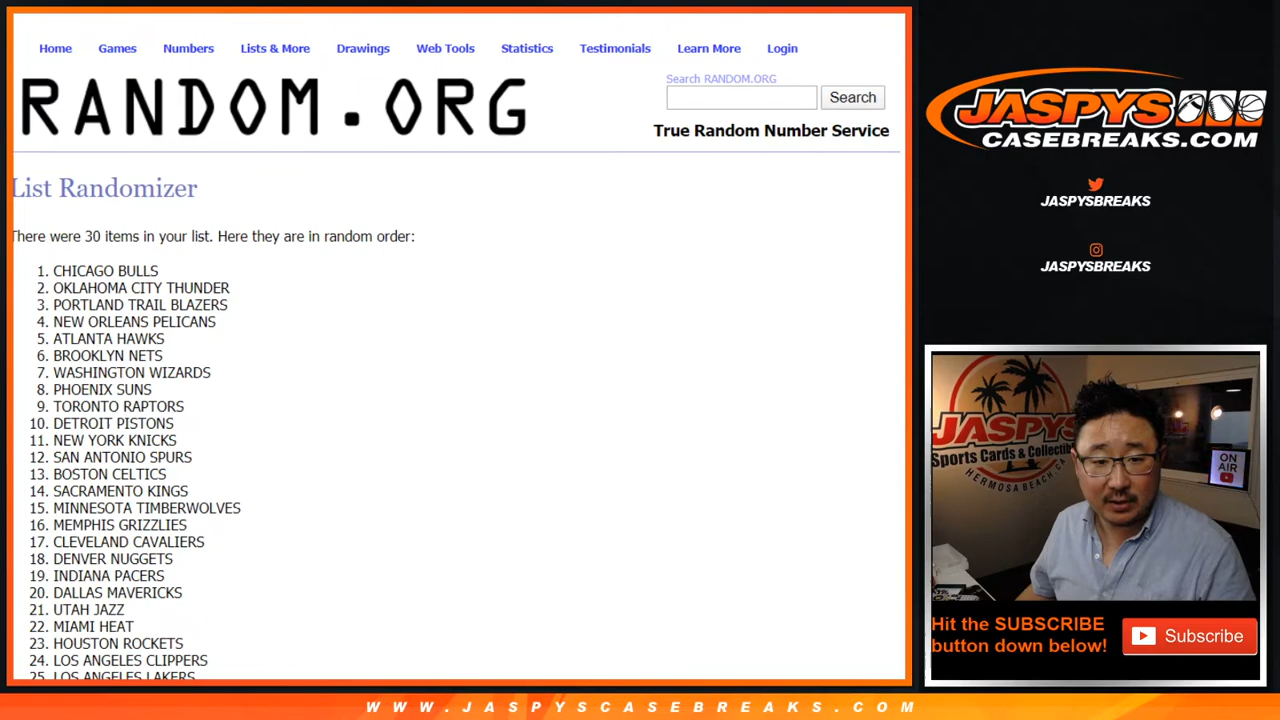 Home Games Numbers Lists & More Drawings Web Tools Statistics Testimonials Learn More Login
RANDOM.ORG
Search RANDOM.ORG
Search
True Random Number Service
List Randomizer
There were 30 items in your list. Here they are in random order:
1. CHICAGO BULLS
2. OKLAHOMA CITY THUNDER
3. PORTLAND TRAIL BLAZERS
4. NEW ORLEANS PELICANS
5. ATLANTA HAWKS
6. BROOKLYN NETS
7. WASHINGTON WIZARDS
8. PHOENIX SUNS
9. TORONTO RAPTORS
10. DETROIT PISTONS
11. NEW YORK KNICKS
12. SAN ANTONIO SPURS
13. BOSTON CELTICS
14. SACRAMENTO KINGS
15. MINNESOTA TIMBERWOLVES
16. MEMPHIS GRIZZLIES
17. CLEVELAND CAVALIERS
18. DENVER NUGGETS
19. INDIANA PACERS
20. DALLAS MAVERICKS
21. UTAH JAZZ
22. MIAMI HEAT
23. HOUSTON ROCKETS
24. LOS ANGELES CLIPPERS
25. LOS ANGELES LAKERS
JASPYS
CASEBREAKS.COM
JASPYSBREAKS
JASPYSBREAKS
JASPYS
Sports Cards & Collectib
HERMOSA BEACH, CA
ON
AIR
Hit the SUBSCRIBE
button down below!
Subscribe
WWW.JASPYSCASEBREAKS.COM